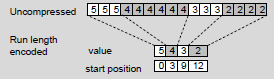 Uncompressed 5 5 5 4 4 4 4 4 4 3 3 3 2 2 2 2
Run length
encoded
value 5 4 3 2
start position 0 3 9 12